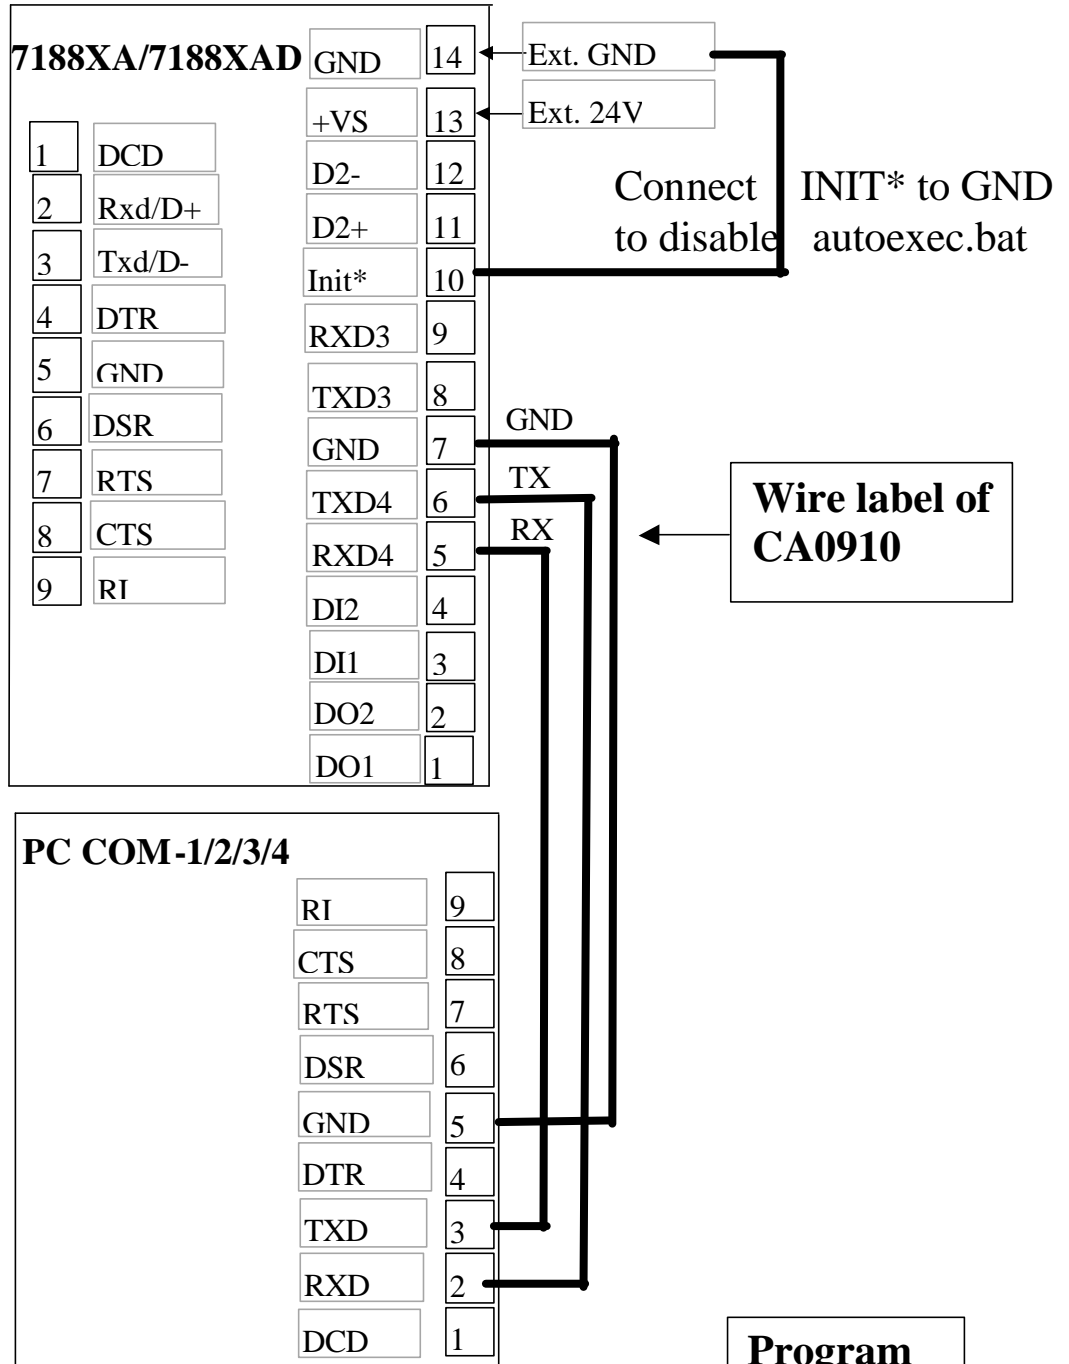 7188XA/7188XAD
GND 14 Ext. GND
+VS 13 Ext. 24V
1 DCD
D2- 12
2 Rxd/D+
D2+ 11
3 Txd/D-
Init* 10
4 DTR
RXD3 9
5 GND
TXD3 8
6 DSR
GND 7 GND
7 RTS
TXD4 6 TX
8 CTS
RXD4 5 RX
9 RI
DI2 4
DI1 3
DO2 2
DO1 1
Connect INIT* to GND
to disable autoexec.bat
Wire label of
CA0910
PC COM-1/2/3/4
RI 9
CTS 8
RTS 7
DSR 6
GND 5
DTR 4
TXD 3
RXD 2
DCD 1
Program